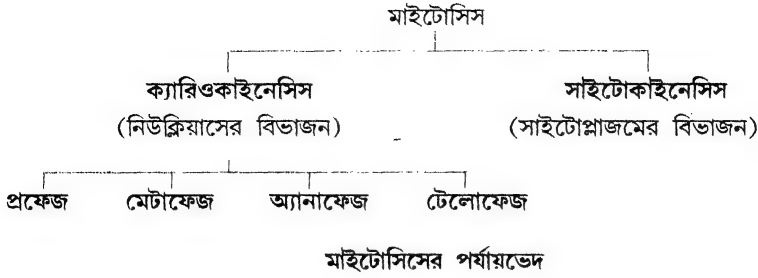 মাইটোসিস
ক্যারিওকাইনেসিস সাইটোকাইনেসিস
(নিউক্লিয়াসের বিভাজন) (সাইটোপ্লাজমের বিভাজন)
প্রফেজ মেটাফেজ অ্যানাফেজ টেলোফেজ
মাইটোসিসের পর্যায়ভেদ